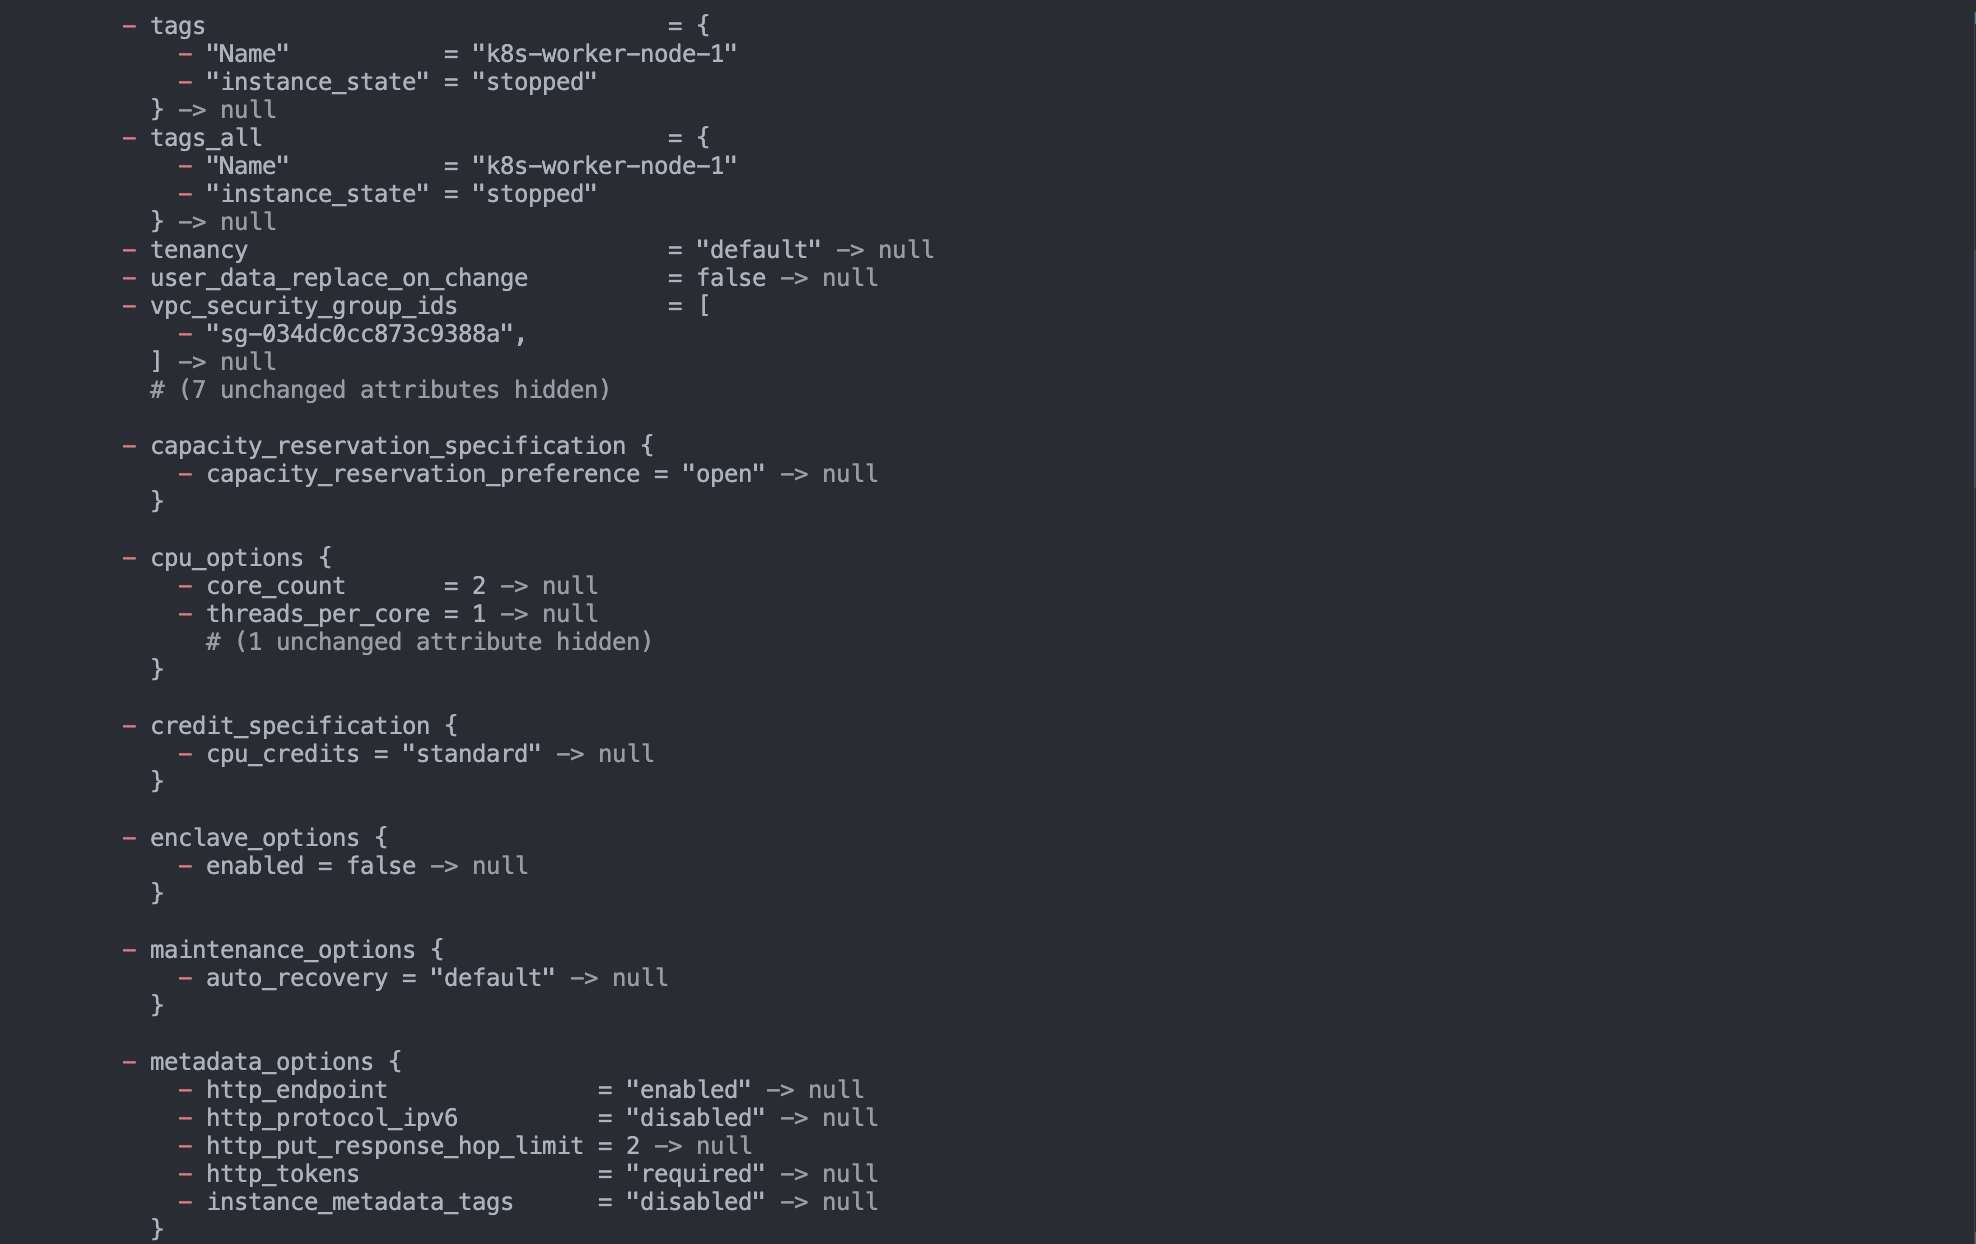 - tags                                 = {
    - "Name"           = "k8s-worker-node-1"
    - "instance_state" = "stopped"
  } -> null
- tags_all                             = {
    - "Name"           = "k8s-worker-node-1"
    - "instance_state" = "stopped"
  } -> null
- tenancy                              = "default" -> null
- user_data_replace_on_change          = false -> null
- vpc_security_group_ids               = [
    - "sg-034dc0cc873c9388a",
  ] -> null
  # (7 unchanged attributes hidden)

- capacity_reservation_specification {
    - capacity_reservation_preference = "open" -> null
  }

- cpu_options {
    - core_count       = 2 -> null
    - threads_per_core = 1 -> null
      # (1 unchanged attribute hidden)
  }

- credit_specification {
    - cpu_credits = "standard" -> null
  }

- enclave_options {
    - enabled = false -> null
  }

- maintenance_options {
    - auto_recovery = "default" -> null
  }

- metadata_options {
    - http_endpoint               = "enabled" -> null
    - http_protocol_ipv6          = "disabled" -> null
    - http_put_response_hop_limit = 2 -> null
    - http_tokens                 = "required" -> null
    - instance_metadata_tags      = "disabled" -> null
  }